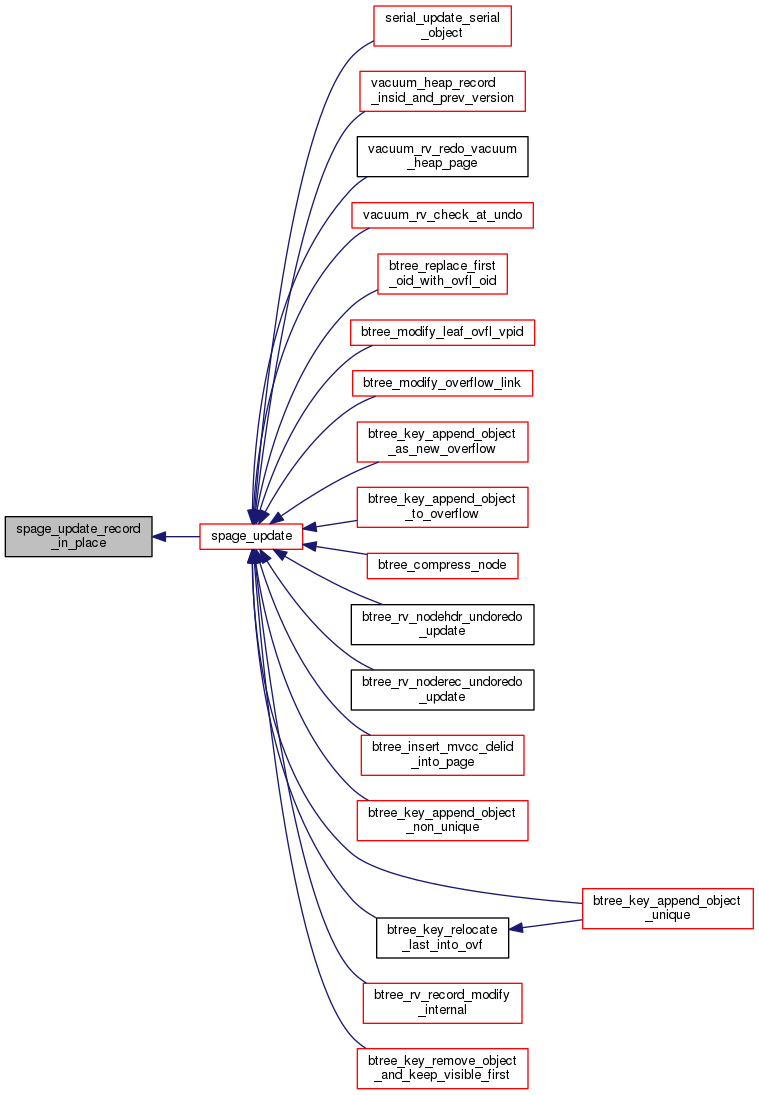 serial_update_serial
_object
vacuum_heap_record
_insid_and_prev_version
vacuum_rv_redo_vacuum
_heap_page
vacuum_rv_check_at_undo
btree_replace_first
_oid_with_ovfl_oid
btree_modify_leaf_ovfl_vpid
btree_modify_overflow_link
btree_key_append_object
_as_new_overflow
btree_key_append_object
_to_overflow
spage_update_record
_in_place
spage_update
btree_compress_node
btree_rv_nodehdr_undoredo
_update
btree_rv_noderec_undoredo
_update
btree_insert_mvcc_delid
_into_page
btree_key_append_object
_non_unique
btree_key_append_object
_unique
btree_key_relocate
_last_into_ovf
btree_rv_record_modify
_internal
btree_key_remove_object
_and_keep_visible_first